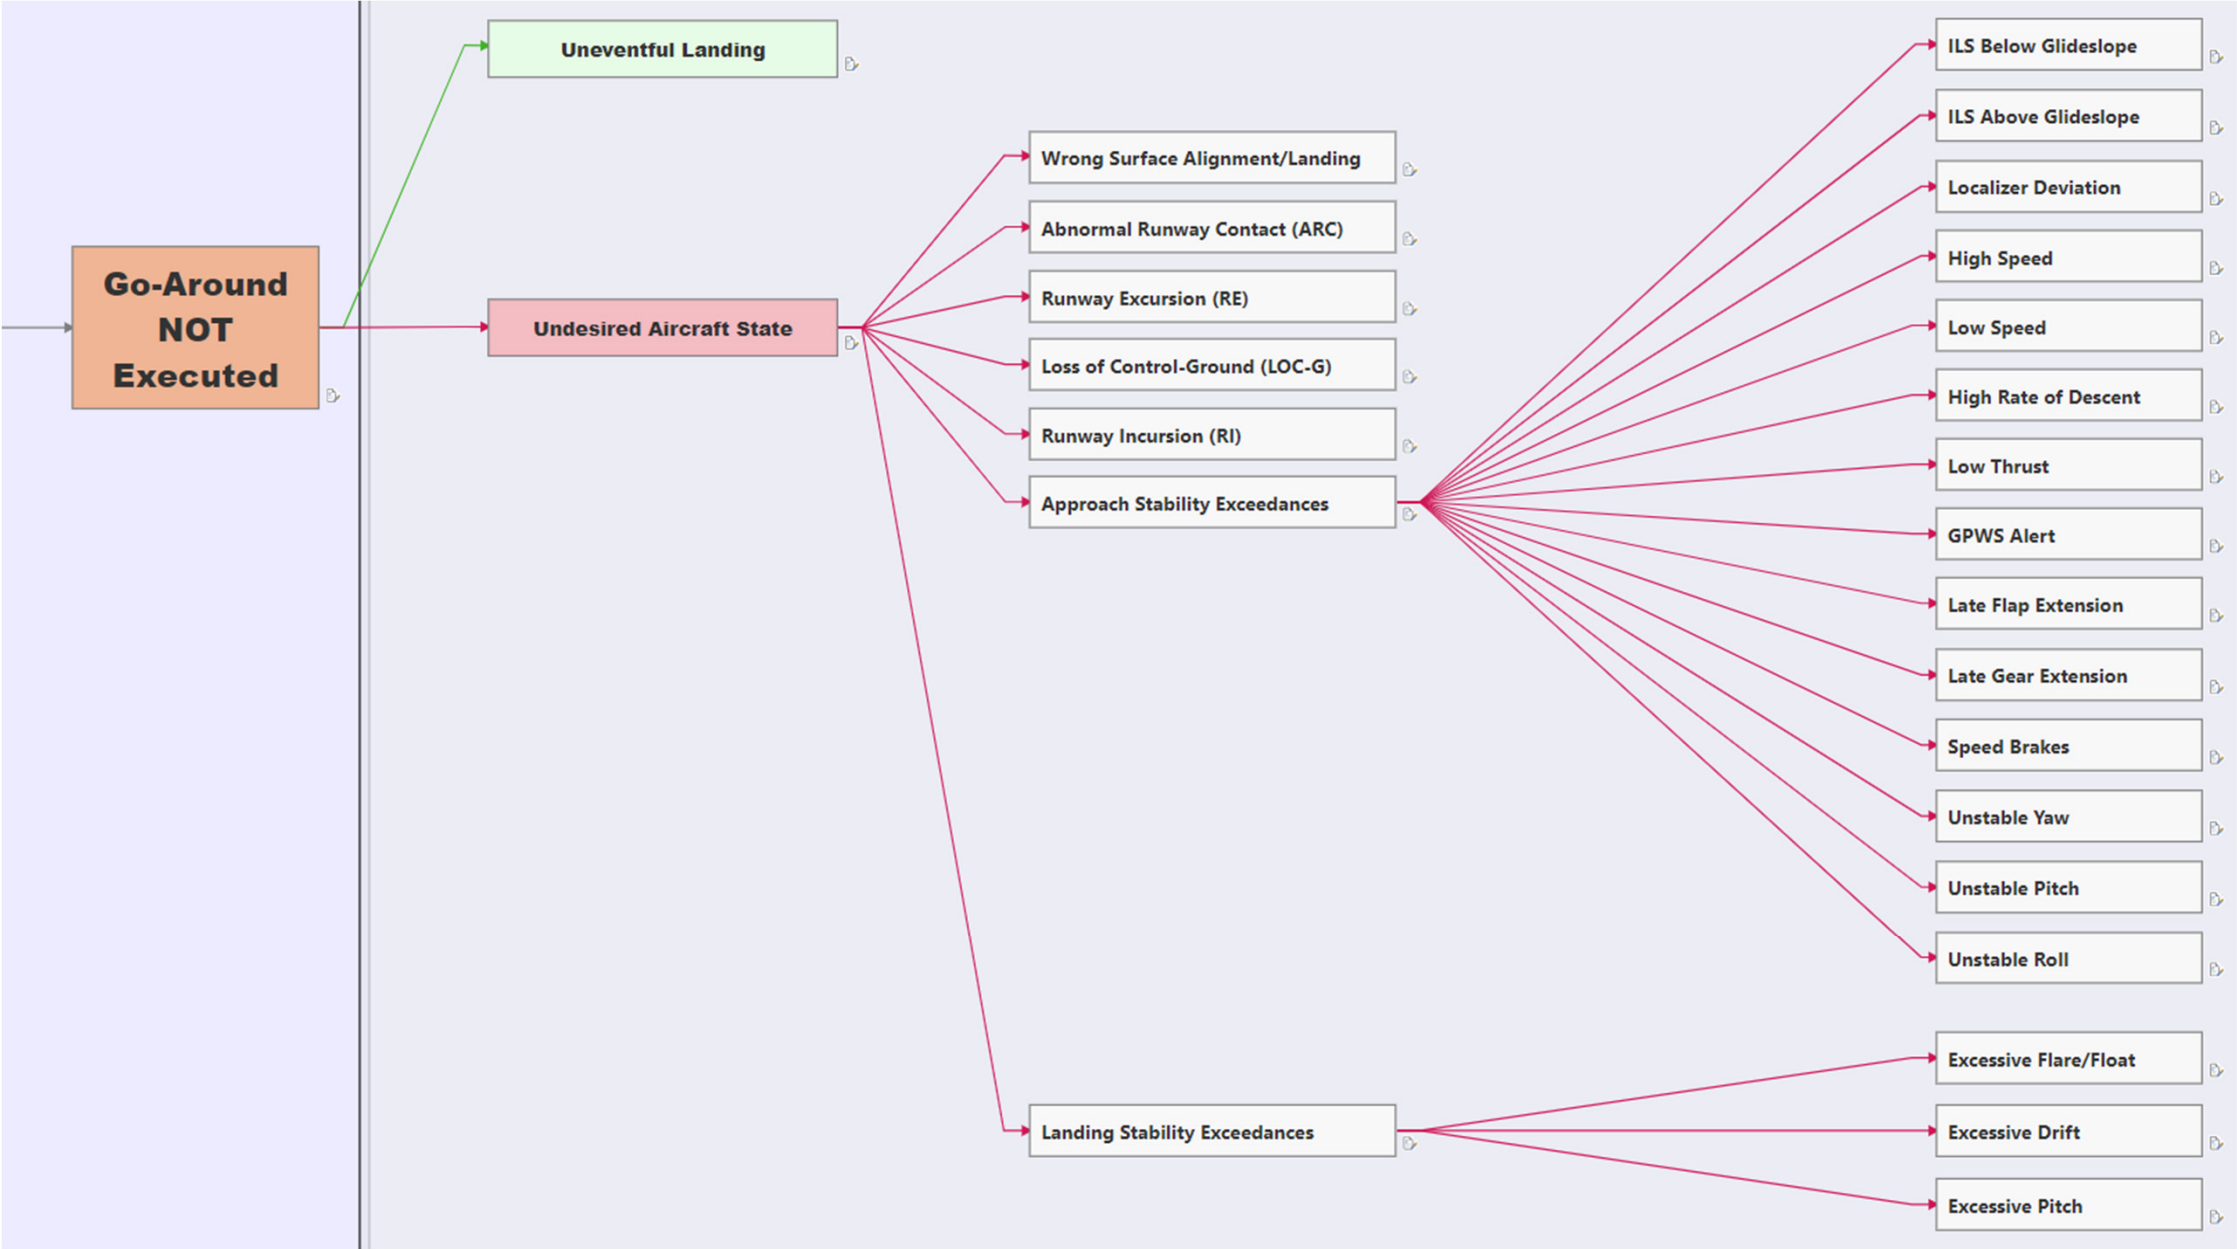 Go-Around
NOT
Executed
Uneventful Landing
Undesired Aircraft State
Wrong Surface Alignment/Landing
Abnormal Runway Contact (ARC)
Runway Excursion (RE)
Loss of Control-Ground (LOC-G)
Runway Incursion (RI)
Approach Stability Exceedances
Landing Stability Exceedances
ILS Below Glideslope
ILS Above Glideslope
Localizer Deviation
High Speed
Low Speed
High Rate of Descent
Low Thrust
GPWS Alert
Late Flap Extension
Late Gear Extension
Speed Brakes
Unstable Yaw
Unstable Pitch
Unstable Roll
Excessive Flare/Float
Excessive Drift
Excessive Pitch